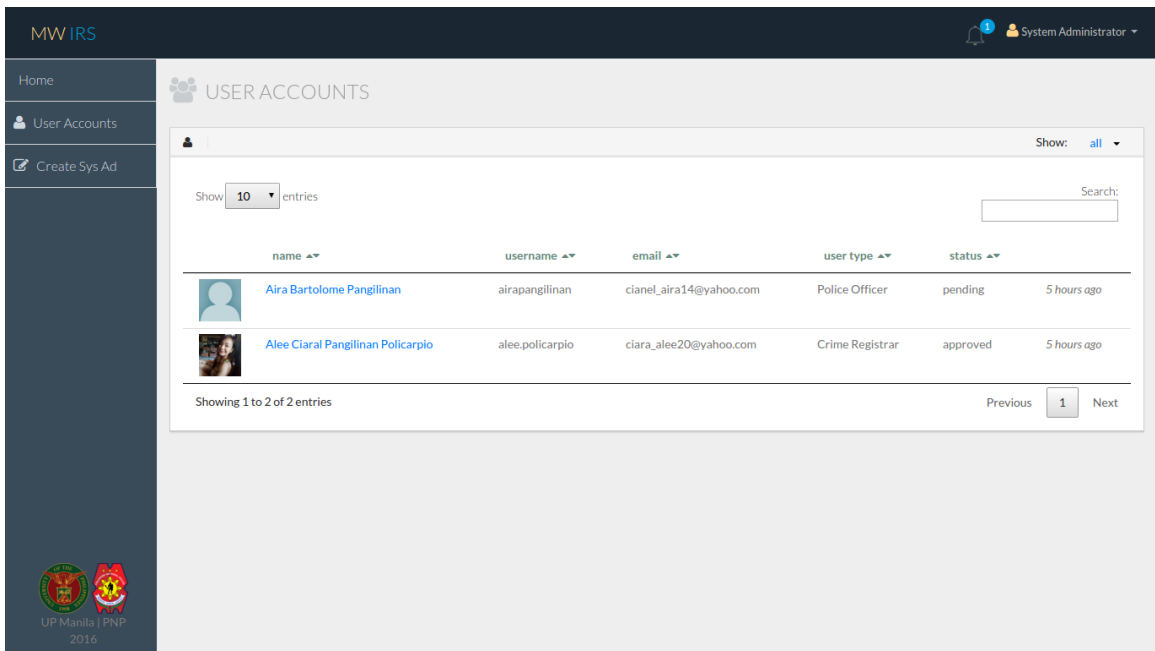 MWIRS
1
System Administrator
Home
User Accounts
Create Sys Ad
USER ACCOUNTS
Show: all
Show 10 entries
Search:
name username email user type status
Aira Bartolome Pangilinan airapangilinan cianel_aira14@yahoo.com Police Officer pending 5 hours ago
Alee Ciaral Pangilinan Policarpio alee.policarpio ciara_alee20@yahoo.com Crime Registrar approved 5 hours ago
Showing 1 to 2 of 2 entries
Previous 1 Next
UP Manila | PNP
2016